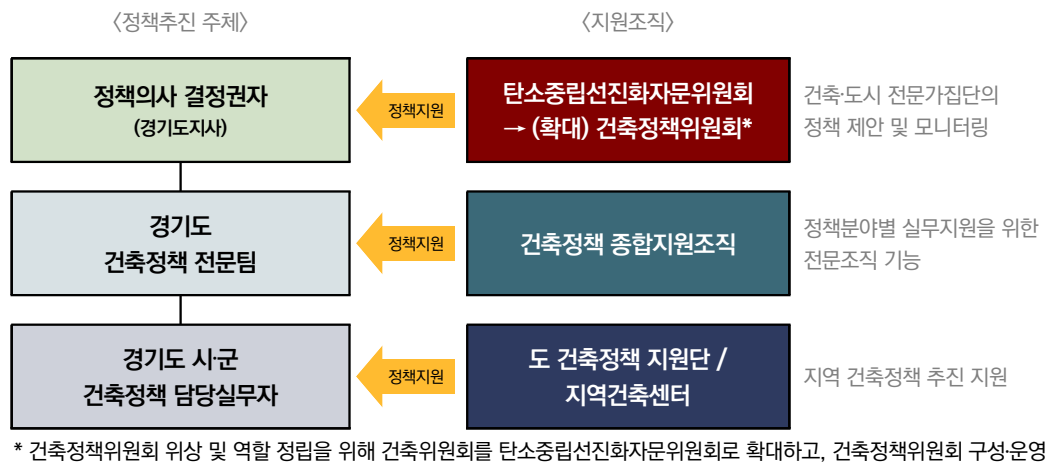 〈정책추진 주체〉
〈지원조직〉
정책의사 결정권자
(경기도지사)
정책지원
탄소중립선진화자문위원회
→ (확대) 건축정책위원회*
건축·도시 전문가집단의
정책 제안 및 모니터링
경기도
건축정책 전문팀
정책지원
건축정책 종합지원조직
정책분야별 실무지원을 위한
전문조직 기능
경기도 시·군
건축정책 담당실무자
정책지원
도 건축정책 지원단 /
지역건축센터
지역 건축정책 추진 지원
* 건축정책위원회 위상 및 역할 정립을 위해 건축위원회를 탄소중립선진화자문위원회로 확대하고, 건축정책위원회 구성·운영